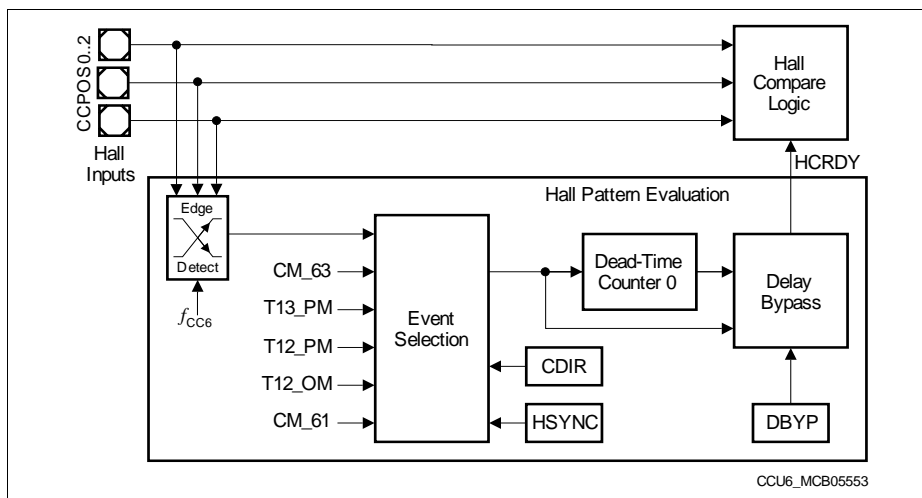 CCPOS0..2
Hall
Inputs
Hall
Compare
Logic
HCRDY
Hall Pattern Evaluation
Edge
Detect
fCC6
CM_63
T13_PM
T12_PM
T12_OM
CM_61
Event
Selection
CDIR
HSYNC
Dead-Time
Counter 0
Delay
Bypass
DBYP
CCU6_MCB05553